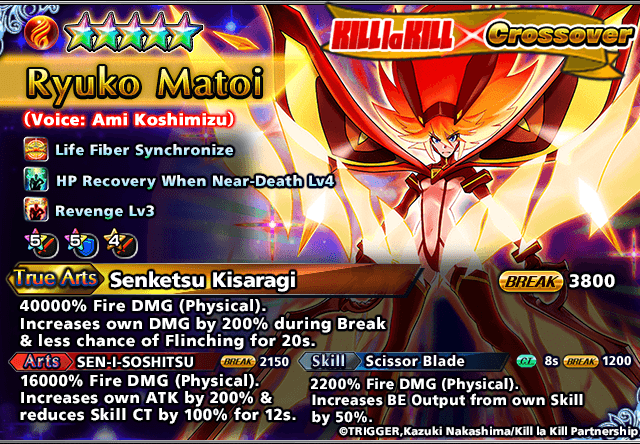 KILL la KILL × Crossover
Ryuko Matoi
(Voice: Ami Koshimizu)
Life Fiber Synchronize
HP Recovery When Near-Death Lv4
Revenge Lv3
5 5 4
True Arts Senketsu Kisaragi BREAK 3800
40000% Fire DMG (Physical).
Increases own DMG by 200% during Break
& less chance of Flinching for 20s.
Arts SEN-I-SOSHITSU BREAK 2150
16000% Fire DMG (Physical).
Increases own ATK by 200% &
reduces Skill CT by 100% for 12s.
Skill Scissor Blade CT 8s BREAK 1200
2200% Fire DMG (Physical).
Increases BE Output from own Skill
by 50%.
©TRIGGER,Kazuki Nakashima/Kill la Kill Partnership